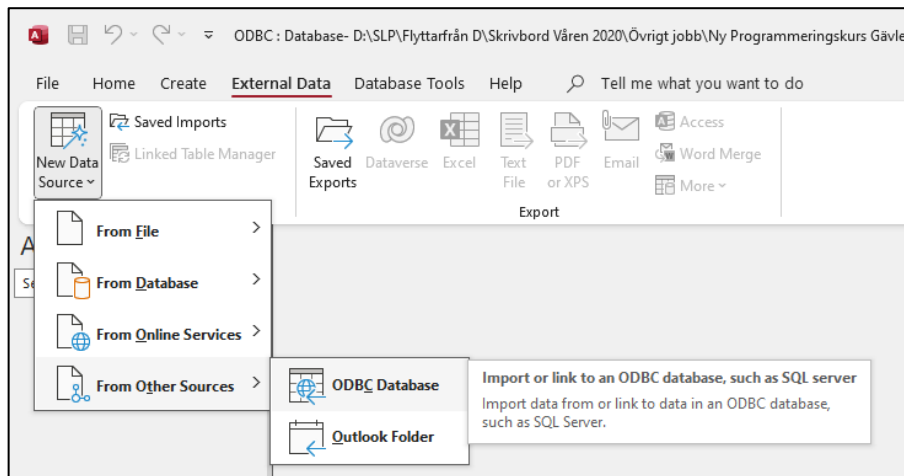 ODBC : Database- D:\SLP\Flyttarfrån D\Skrivbord Våren 2020\Övrigt jobb\Ny Programmeringskurs Gävle
File Home Create External Data Database Tools Help Tell me what you want to do
New Data Source
Saved Imports
Linked Table Manager
Saved Exports
Dataverse
Excel
Text File
PDF or XPS
Email
Access
Word Merge
More
Export
From File
From Database
From Online Services
From Other Sources
ODBC Database
Outlook Folder
Import or link to an ODBC database, such as SQL server
Import data from or link to data in an ODBC database,
such as SQL Server.
A
Se